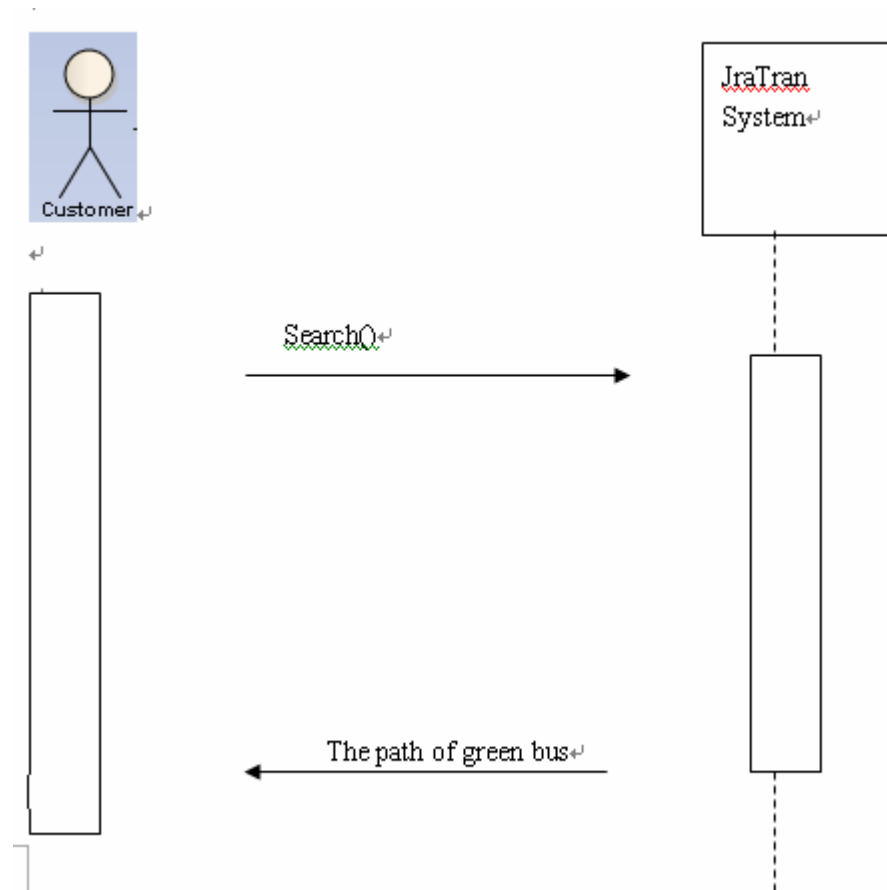 JraTran
System
Customer
Search()
The path of green bus